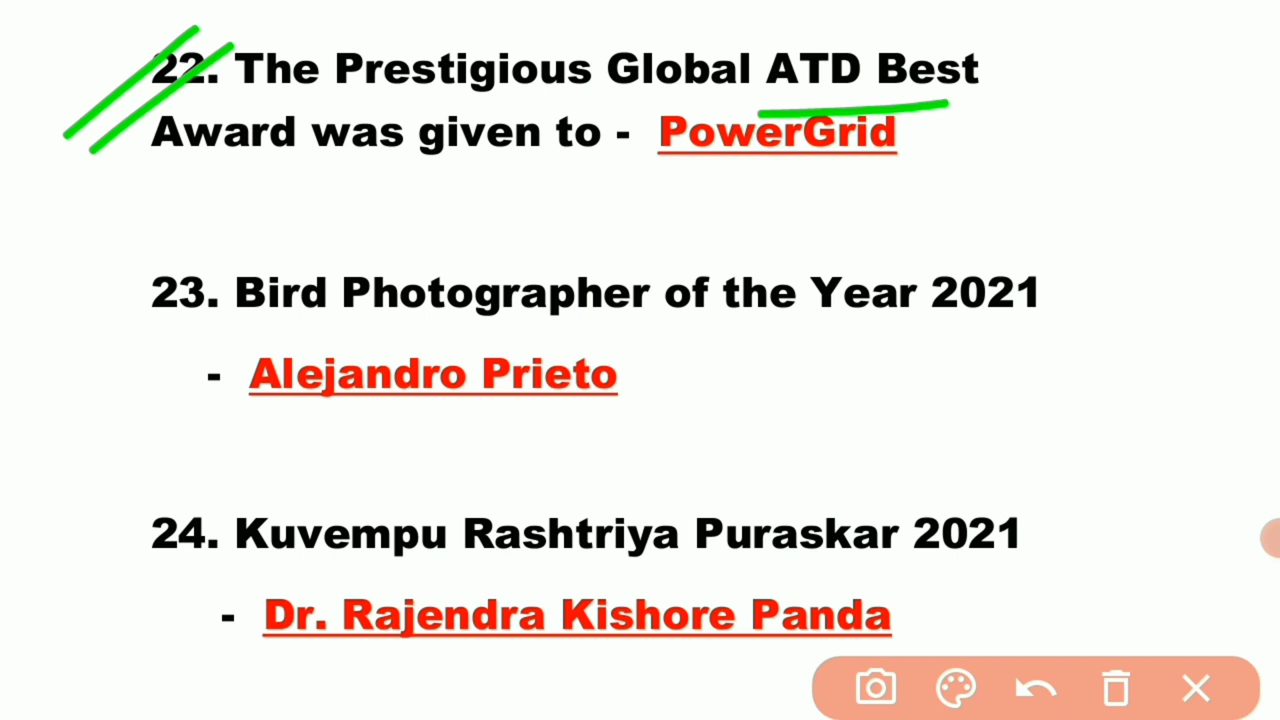 22. The Prestigious Global ATD Best
Award was given to - PowerGrid
23. Bird Photographer of the Year 2021
- Alejandro Prieto
24. Kuvempu Rashtriya Puraskar 2021
- Dr. Rajendra Kishore Panda